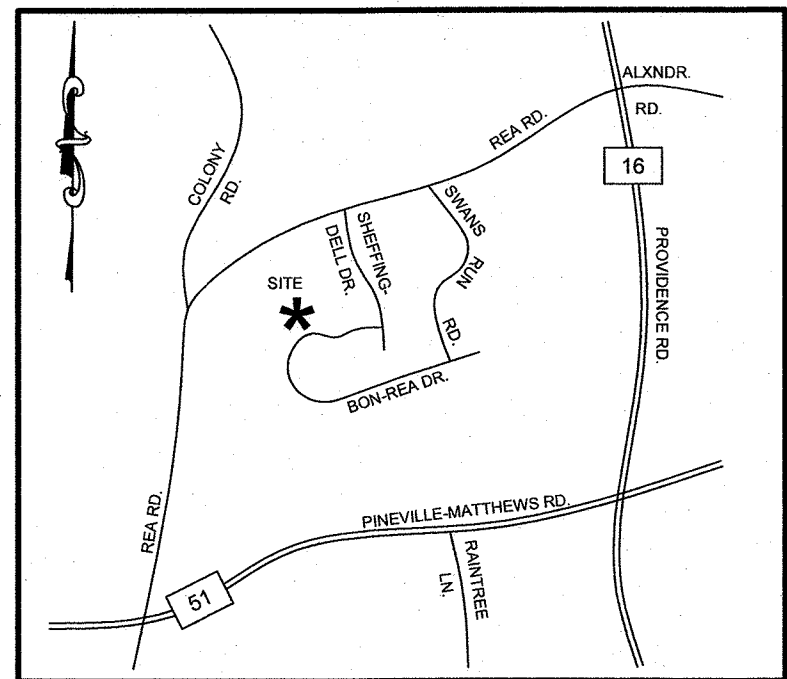 ALXNDR.
RD.
REA RD.
16
COLONY
RD.
SWANS
RUN
RD.
SHEFFING-
DELL DR.
SITE
PROVIDENCE RD.
BON-REA DR.
REA RD.
PINEVILLE-MATTHEWS RD.
RAINTREE
LN.
51